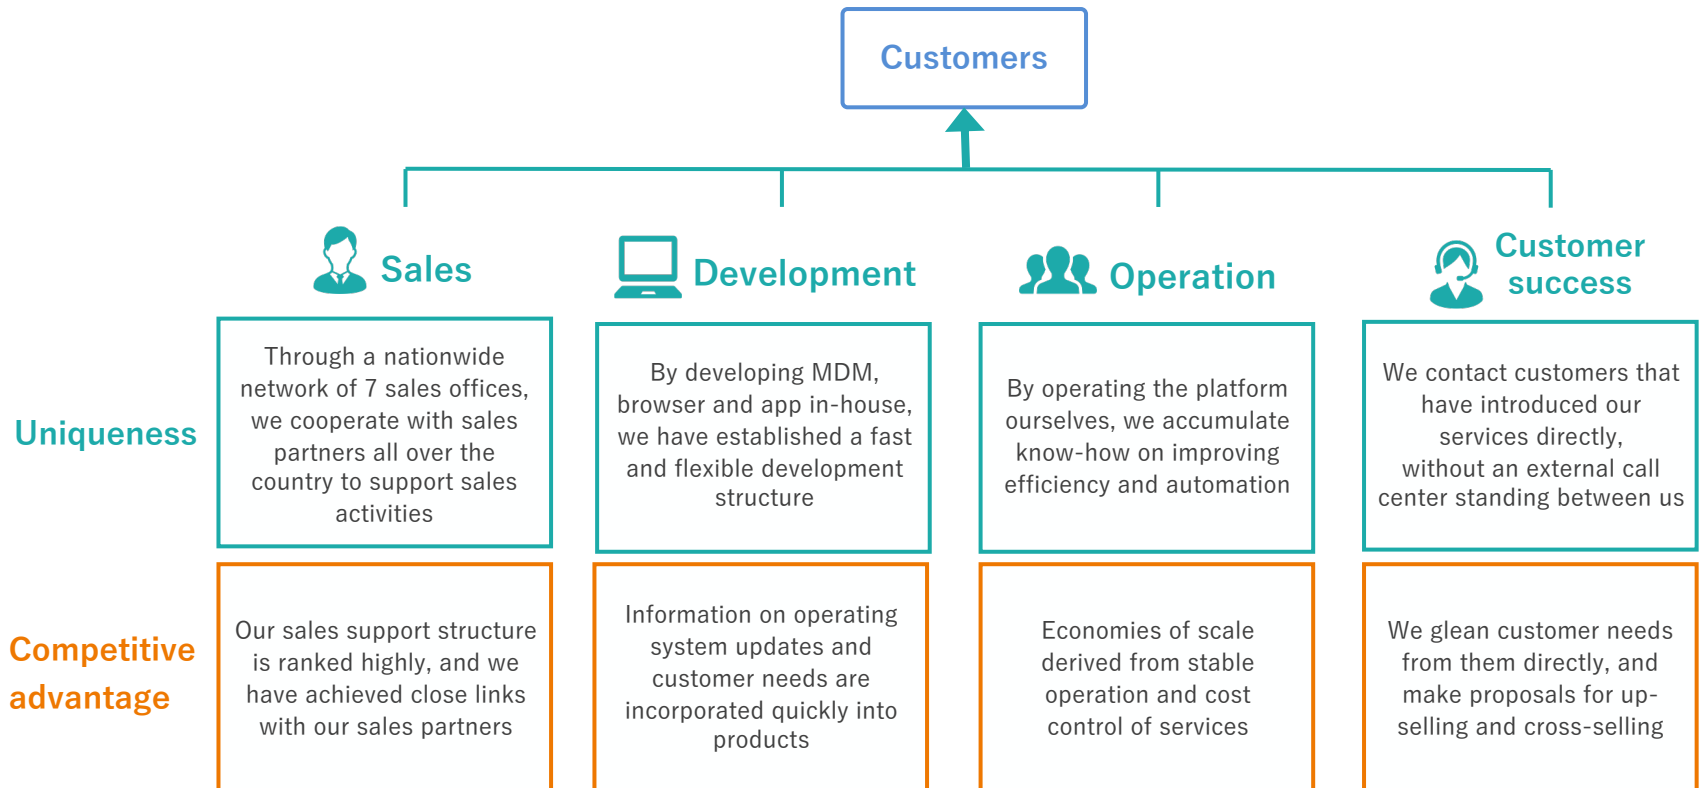 Customers
Sales
Development
Operation
Customer
success
Uniqueness
Through a nationwide
network of 7 sales offices,
we cooperate with sales
partners all over the
country to support sales
activities
By developing MDM,
browser and app in-house,
we have established a fast
and flexible development
structure
By operating the platform
ourselves, we accumulate
know-how on improving
efficiency and automation
We contact customers that
have introduced our
services directly,
without an external call
center standing between us
Competitive
advantage
Our sales support structure
is ranked highly, and we
have achieved close links
with our sales partners
Information on operating
system updates and
customer needs are
incorporated quickly into
products
Economies of scale
derived from stable
operation and cost
control of services
We glean customer needs
from them directly, and
make proposals for up-
selling and cross-selling